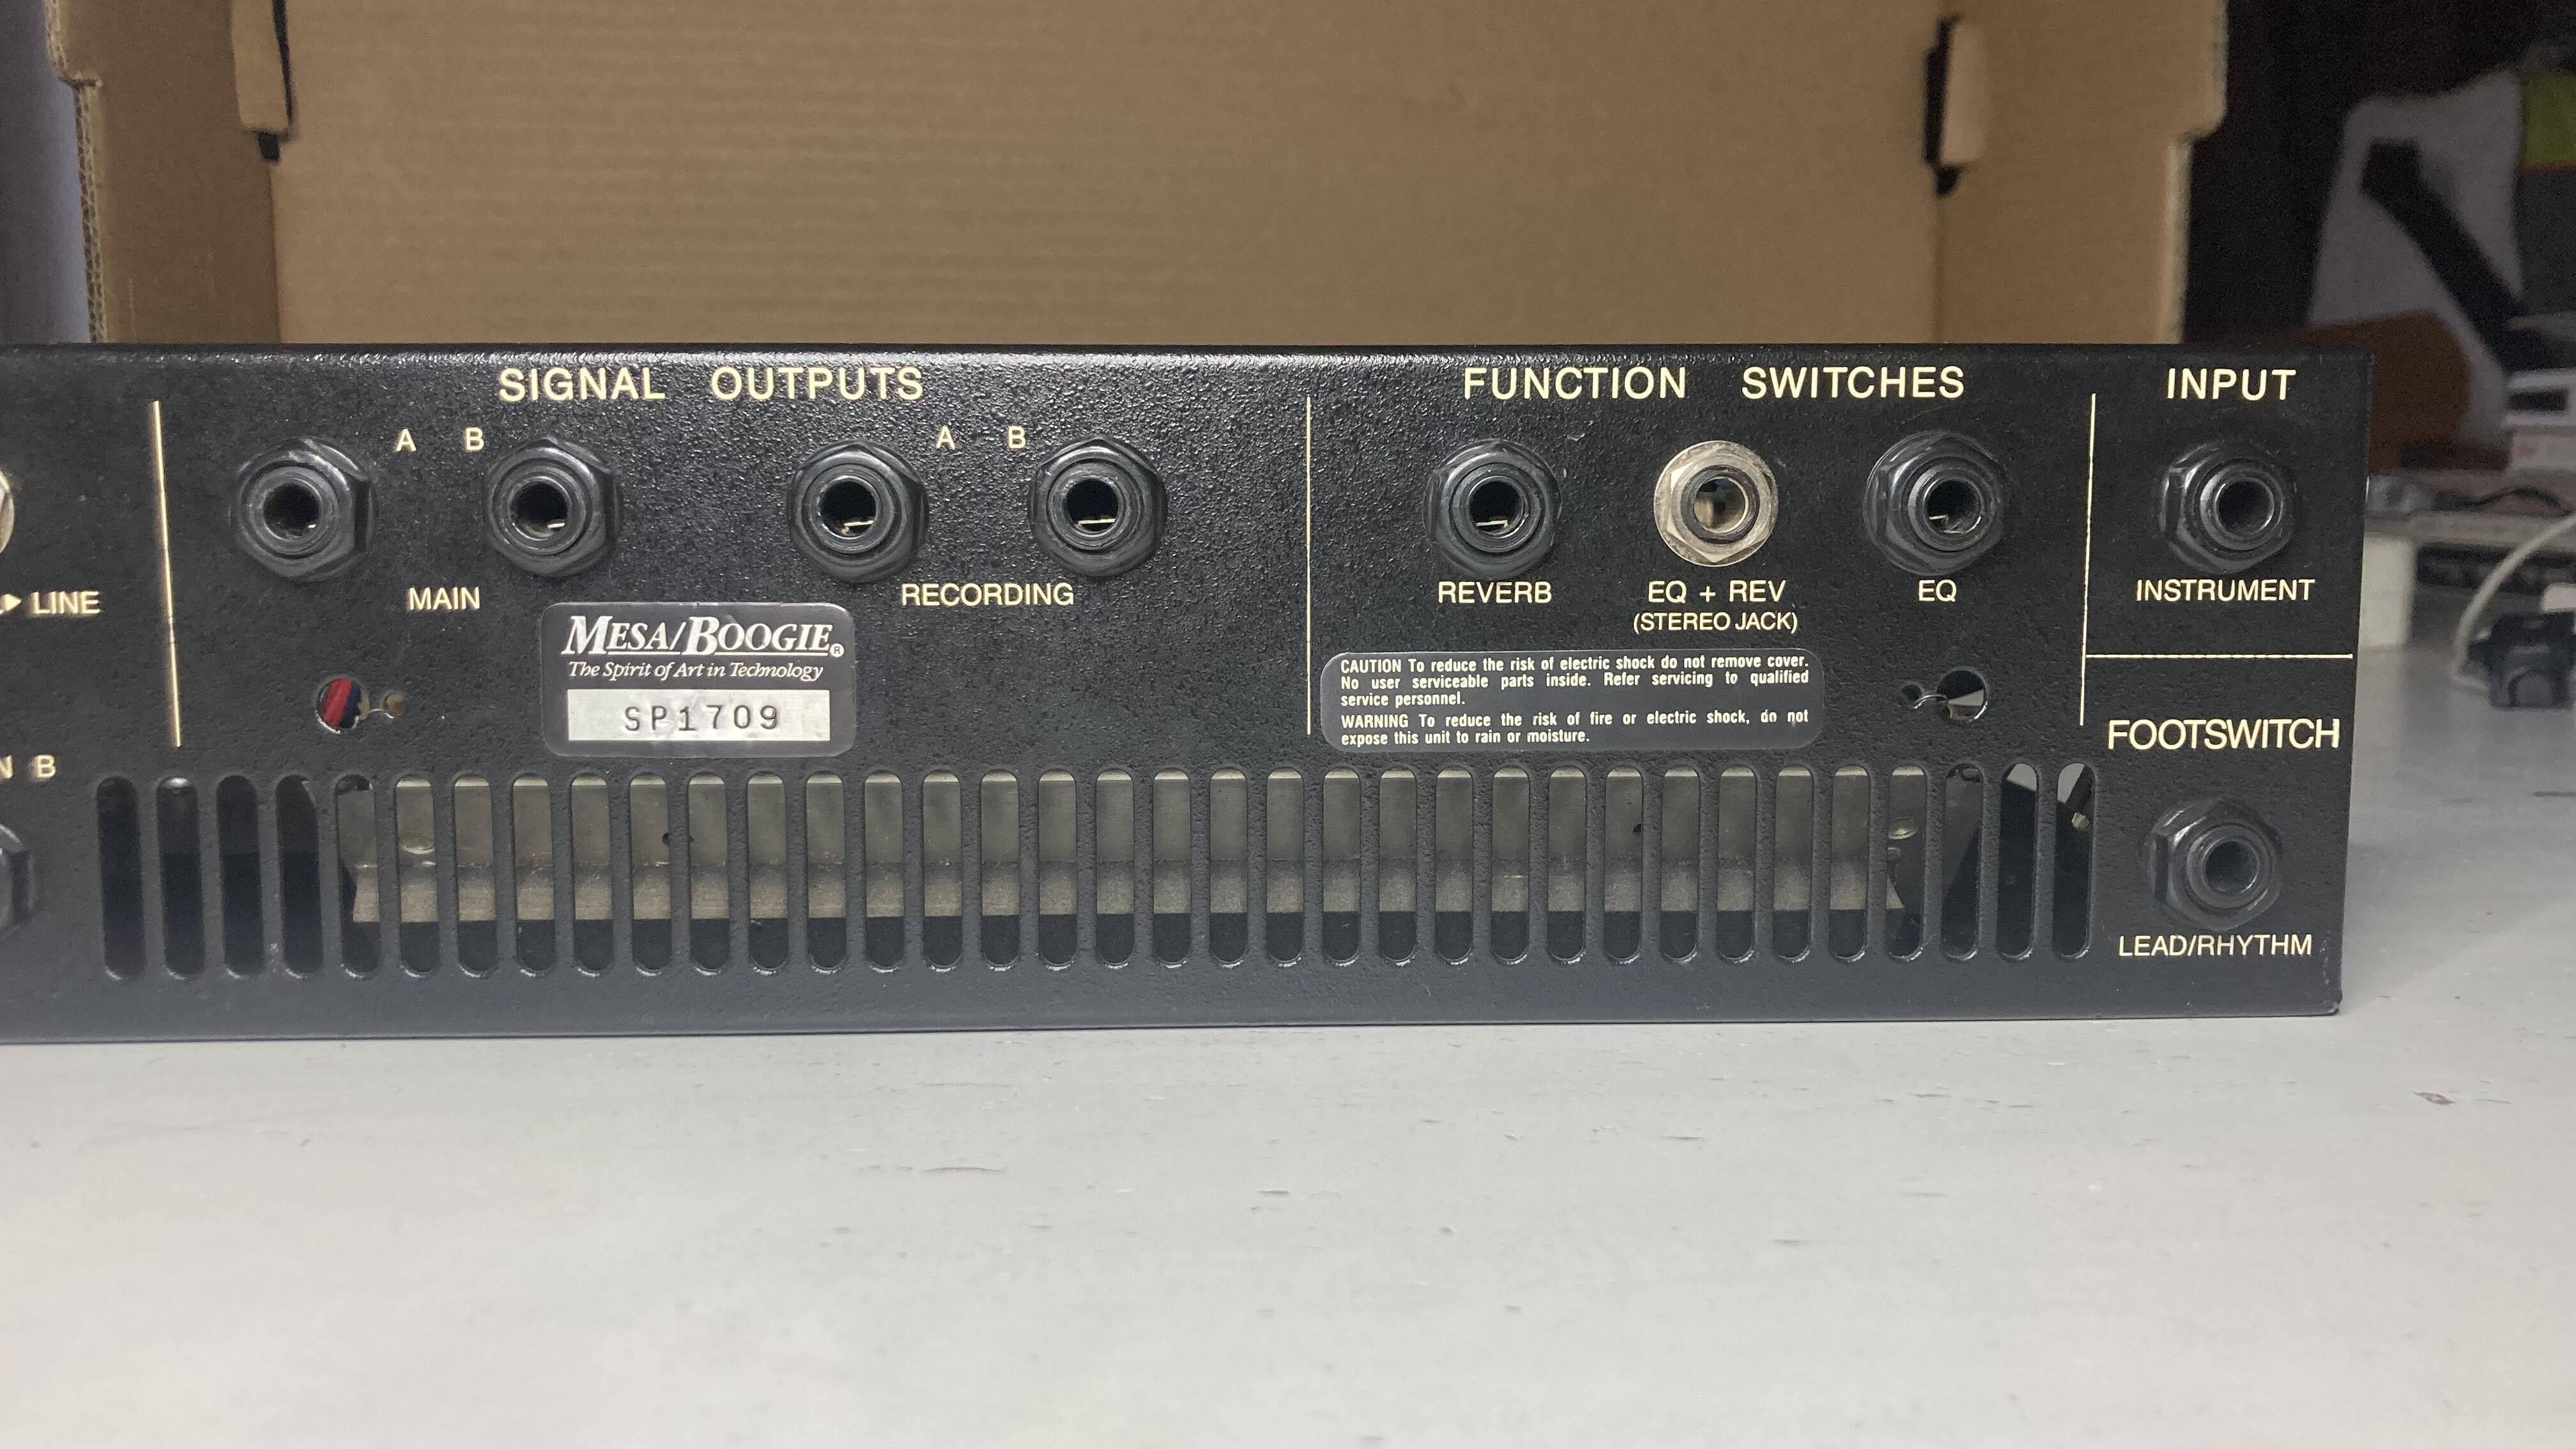 SIGNAL OUTPUTS
FUNCTION SWITCHES
INPUT
A B
A B
LINE
MAIN
RECORDING
REVERB
EQ + REV
(STEREO JACK)
EQ
INSTRUMENT
MESA/BOOGIE®
The Spirit of Art in Technology
SP1709
CAUTION To reduce the risk of electric shock do not remove cover.
No user serviceable parts inside. Refer servicing to qualified
service personnel.
WARNING To reduce the risk of fire or electric shock, do not
expose this unit to rain or moisture.
FOOTSWITCH
N B
LEAD/RHYTHM